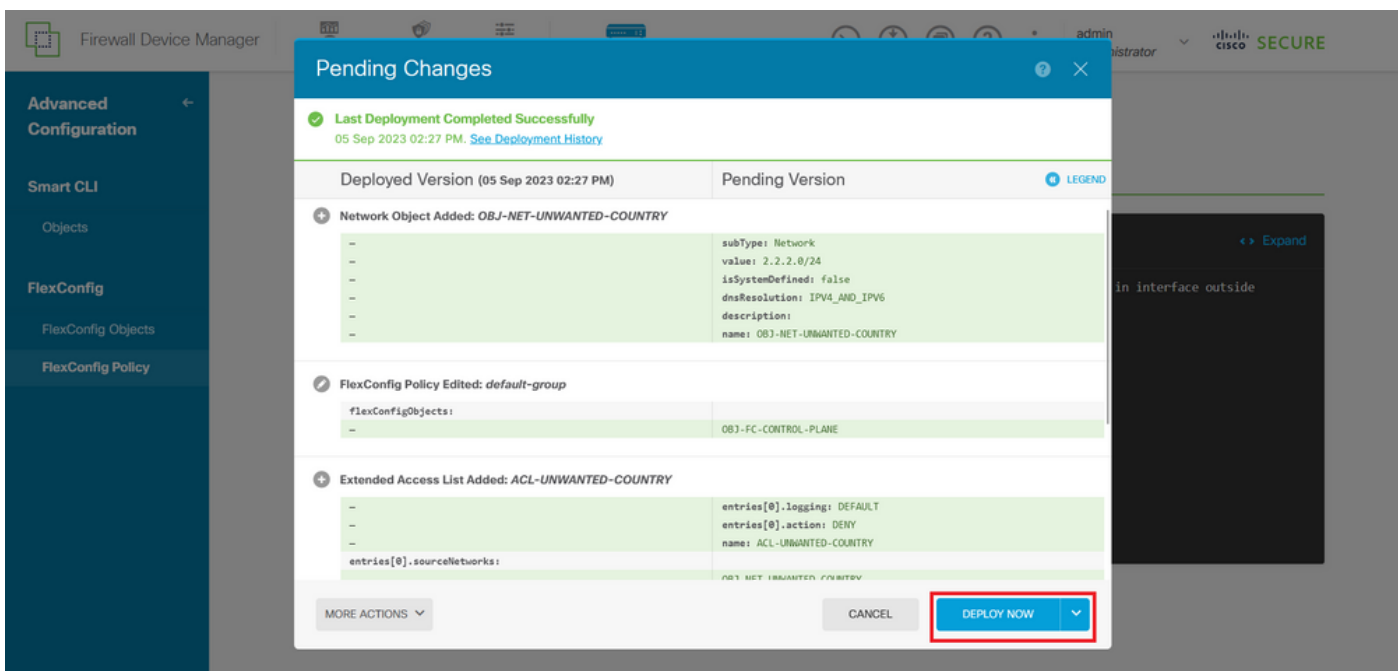 Firewall Device Manager
admin
cisco SECURE
Advanced
Configuration
Smart CLI
Objects
FlexConfig
FlexConfig Objects
FlexConfig Policy
Pending Changes
Last Deployment Completed Successfully
05 Sep 2023 02:27 PM. See Deployment History
Deployed Version (05 Sep 2023 02:27 PM) Pending Version LEGEND
Network Object Added: OBJ-NET-UNWANTED-COUNTRY
– subType: Network
– value: 2.2.2.0/24
– isSystemDefined: false
– dnsResolution: IPV4_AND_IPV6
– description:
– name: OBJ-NET-UNWANTED-COUNTRY
FlexConfig Policy Edited: default-group
flexConfigObjects:
– OBJ-FC-CONTROL-PLANE
Extended Access List Added: ACL-UNWANTED-COUNTRY
– entries[0].logging: DEFAULT
– entries[0].action: DENY
– name: ACL-UNWANTED-COUNTRY
entries[0].sourceNetworks:
OBJ-NET-UNWANTED-COUNTRY
MORE ACTIONS CANCEL DEPLOY NOW
Expand
in interface outside